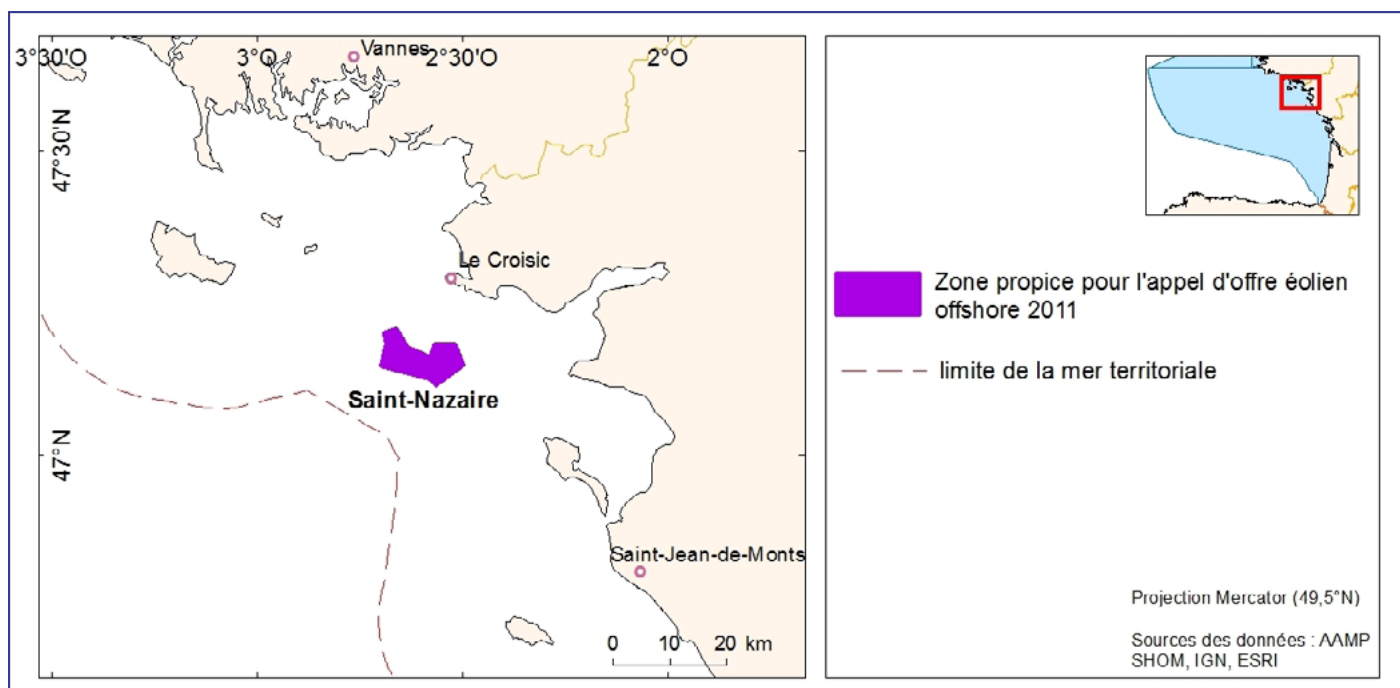 3°30'O
3°O
2°30'O
2°O
Vannes
47°30'N
Le Croisic
Saint-Nazaire
47°N
Saint-Jean-de-Monts
0 10 20 km
Zone propice pour l'appel d'offre éolien
offshore 2011
limite de la mer territoriale
Projection Mercator (49,5°N)
Sources des données : AAMP
SHOM, IGN, ESRI